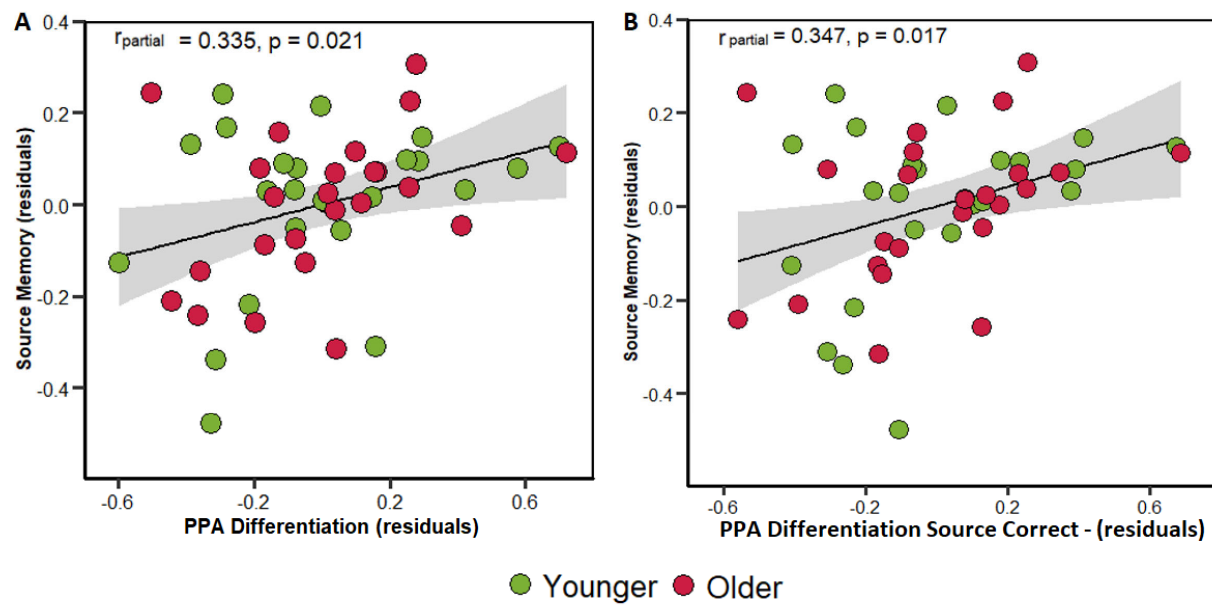 A
r partial = 0.335, p = 0.021
Source Memory (residuals)
0.4
0.2
0.0
-0.2
-0.4
-0.6
-0.2
0.2
0.6
PPA Differentiation (residuals)
B
r partial = 0.347, p = 0.017
Source Memory (residuals)
0.4
0.2
0.0
-0.2
-0.4
-0.6
-0.2
0.2
0.6
PPA Differentiation Source Correct - (residuals)
Younger Older